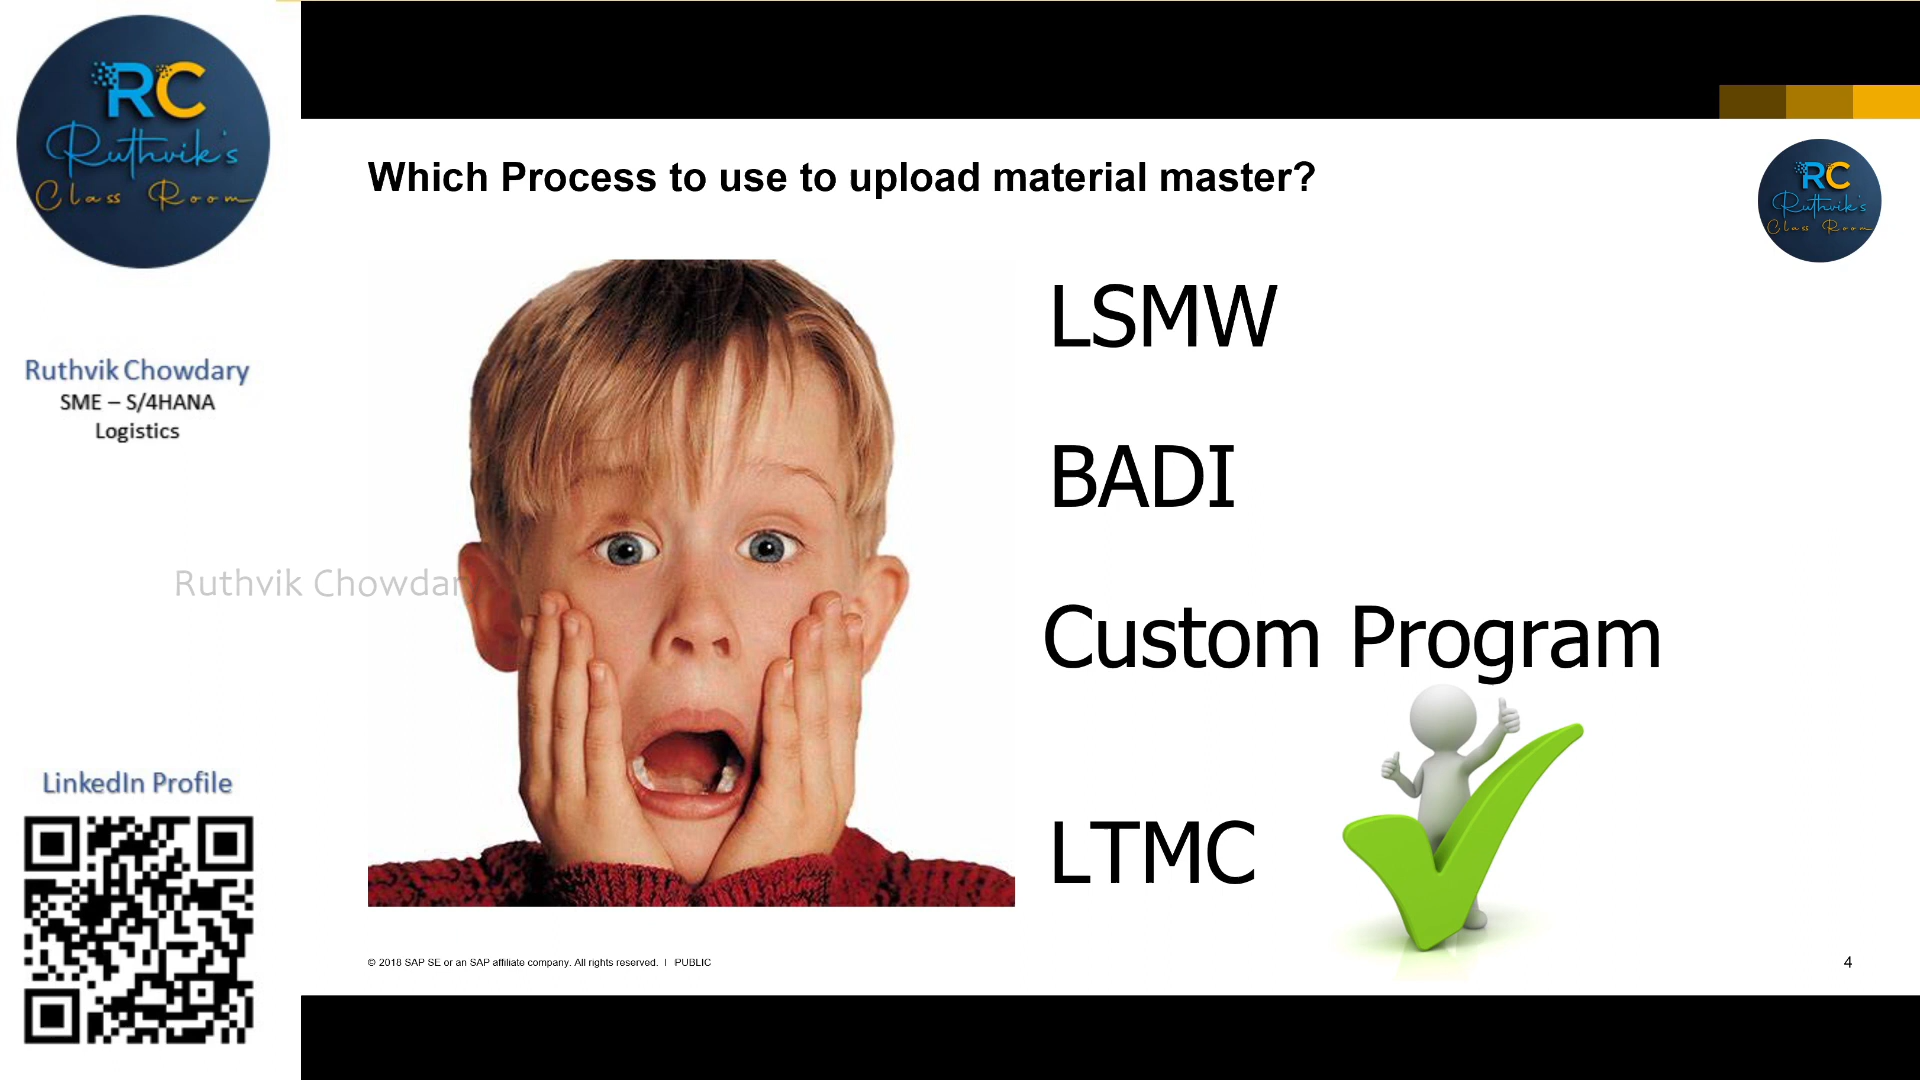 RC
Ruthvik's
Class Room
Ruthvik Chowdary
SME – S/4HANA
Logistics
LinkedIn Profile
Which Process to use to upload material master?
RC
Ruthvik's
Class Room
LSMW
BADI
Custom Program
LTMC
Ruthvik Chowdar
© 2018 SAP SE or an SAP affiliate company. All rights reserved. | PUBLIC
4